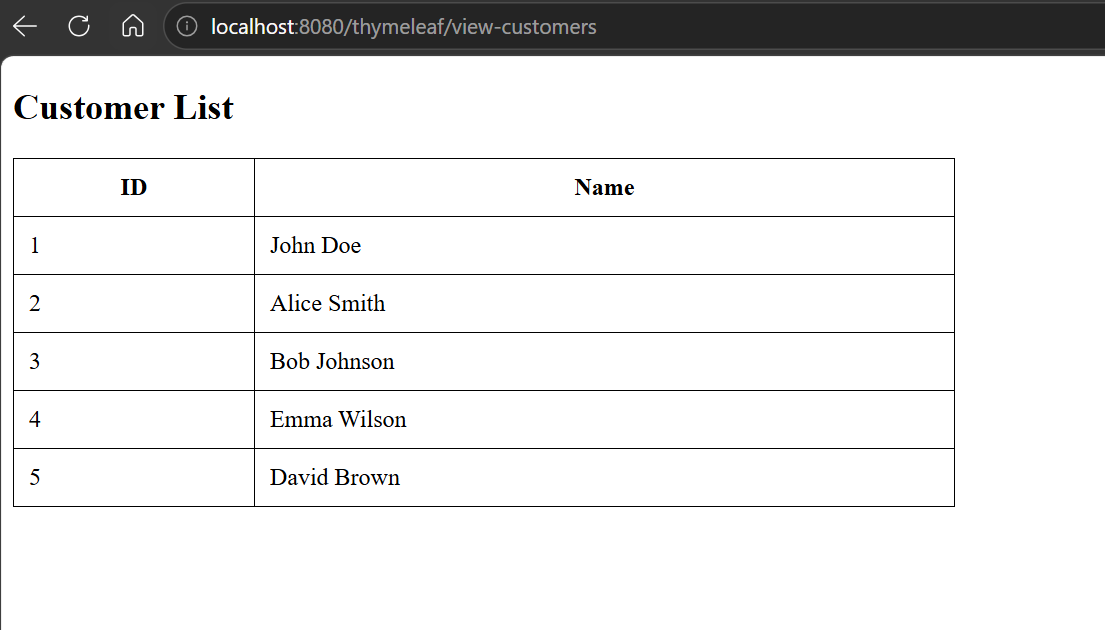 localhost:8080/thymeleaf/view-customers
Customer List
ID Name
1 John Doe
2 Alice Smith
3 Bob Johnson
4 Emma Wilson
5 David Brown